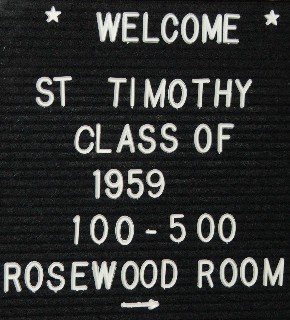 * WELCOME *
ST TIMOTHY
CLASS OF
1959
100-500
ROSEWOOD ROOM
→